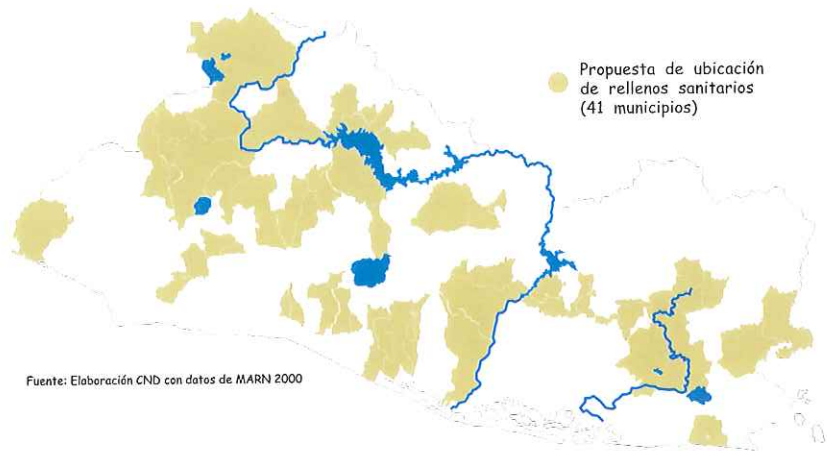 Propuesta de ubicación
de rellenos sanitarios
(41 municipios)
Fuente: Elaboración CND con datos de MARN 2000